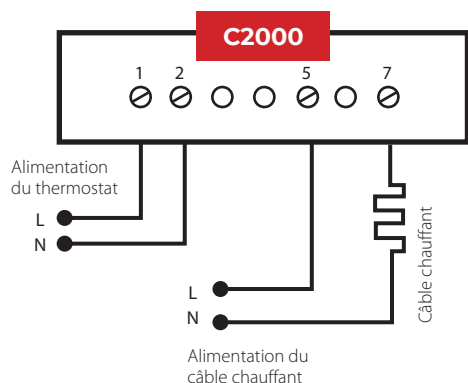 C2000
1 2 5 7
Alimentation
du thermostat
L
N
L
N
Câble chauffant
Alimentation du
câble chauffant